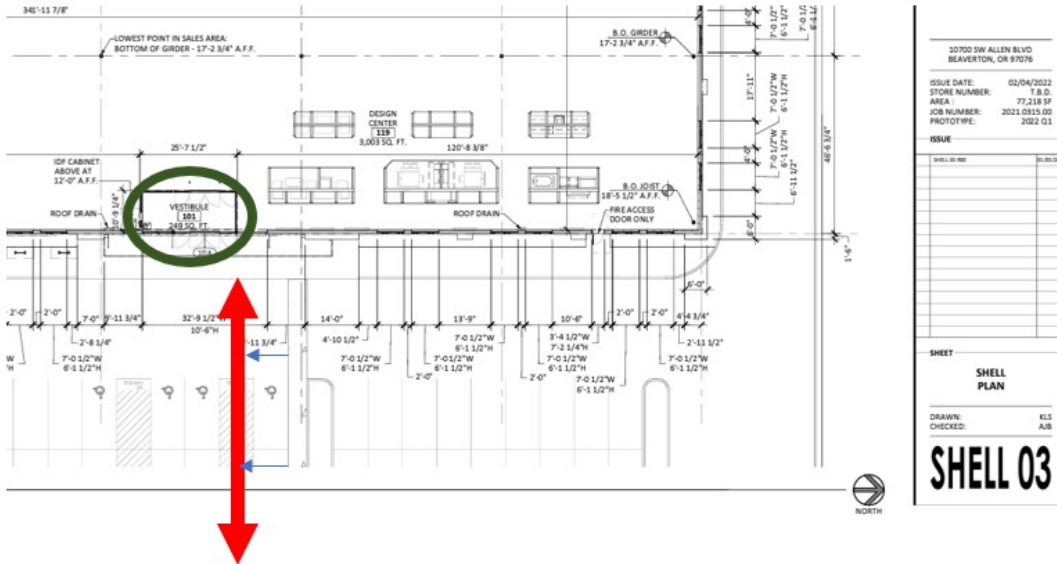 341'-11 7/8"
LOWEST POINT IN SALES AREA:
BOTTOM OF GIRDER - 17'-2 3/4" A.F.F.
B.O. GIRDER
17'-2 3/4" A.F.F.
DESIGN
CENTER
119
3,003 SQ. FT.
25'-7 1/2"
120'-8 3/8"
IDF CABINET
ABOVE AT
12'-0" A.F.F.
VESTIBULE
101
249 SQ. FT.
ROOF DRAIN
ROOF DRAIN
B.O. JOIST
18'-5 1/2" A.F.F.
FIRE ACCESS
DOOR ONLY
4'-0"
7'-0 1/2"W
17'-11"
7'-0 1/2"W
6'-1 1/2"H
4'-0"
7'-0 1/2"W
6'-1 1/2"H
6'-11 1/2"
6'-0"
46'-6 3/4"
1'-6"
6'-0"
2'-0"
2'-0"
7'-0"
32'-9 1/2"
10'-6"H
14'-0"
13'-9"
10'-6"
2'-0"
2'-0"
4'-4 3/4"
2'-8 1/4"
4'-10 1/2"
3'-4 1/2"W
7'-2 1/4"H
2'-11 1/2"
7'-0 1/2"W
6'-1 1/2"H
7'-0 1/2"W
6'-1 1/2"H
7'-0 1/2"W
6'-1 1/2"H
7'-0 1/2"W
6'-1 1/2"H
7'-0 1/2"W
6'-1 1/2"H
7'-0 1/2"W
6'-1 1/2"H
2'-0"
2'-0"
NORTH
10700 SW ALLEN BLVD
BEAVERTON, OR 97076
ISSUE DATE: 02/04/2022
STORE NUMBER: T.B.D.
AREA : 77,218 SF
JOB NUMBER: 2021.0315.00
PROTOTYPE: 2022 Q1
ISSUE
SHEET
SHELL
PLAN
DRAWN: KLS
CHECKED: AJB
SHELL 03